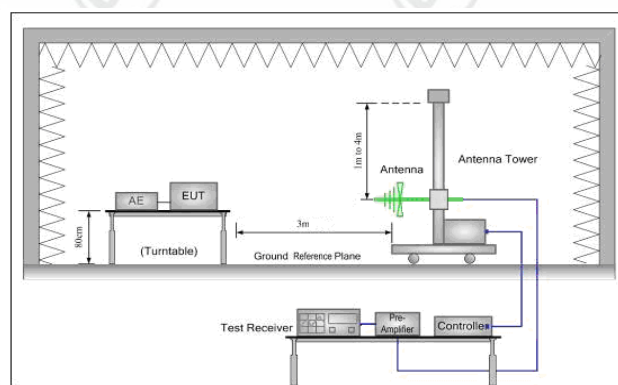 1m to 4m
Antenna
Antenna Tower
AE
EUT
80cm
(Turntable)
3m
Ground Reference Plane
Test Receiver
Pre-
Amplifier
Controller